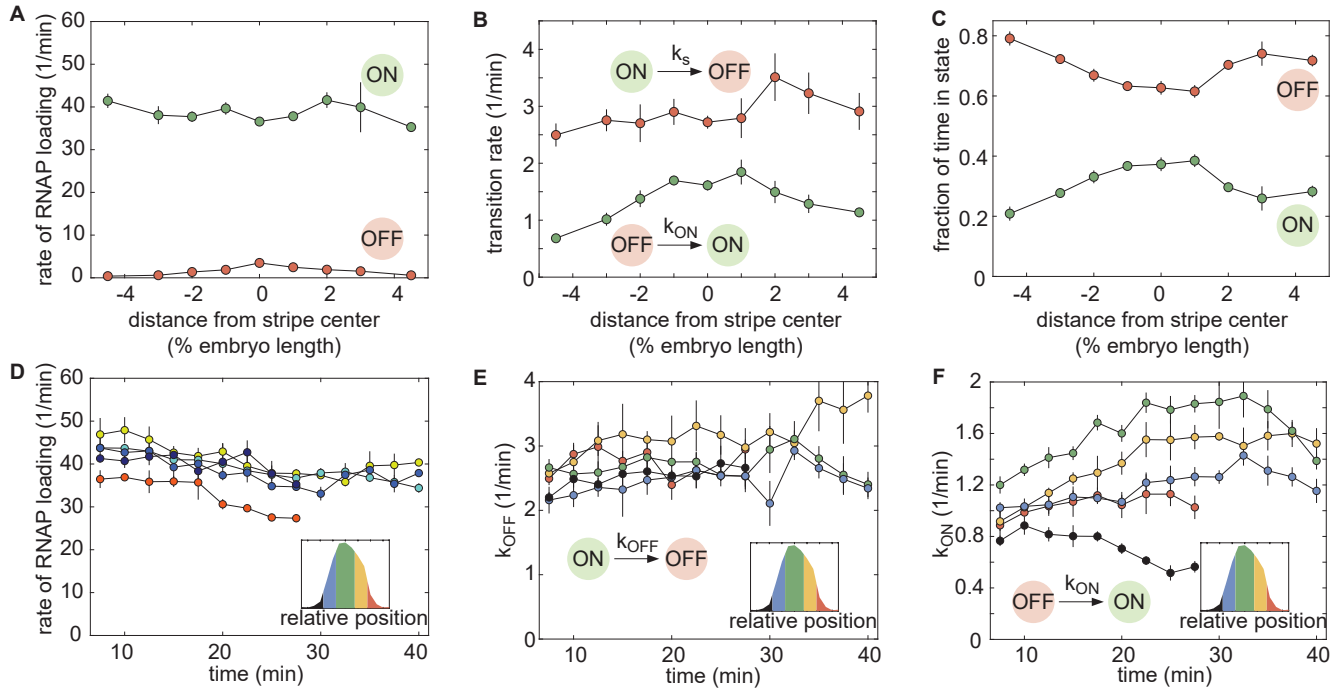 A
rate of RNAP loading (1/min)
60
50
40
30
20
10
0
ON
OFF
-4 -2 0 2 4
distance from stripe center
(% embryo length)
B
transition rate (1/min)
4
3
2
1
0
ON ks OFF
OFF kON ON
-4 -2 0 2 4
distance from stripe center
(% embryo length)
C
fraction of time in state
0.8
0.6
0.4
0.2
0
OFF
ON
-4 -2 0 2 4
distance from stripe center
(% embryo length)
D
rate of RNAP loading (1/min)
60
50
40
30
20
10
0
relative position
10 20 30 40
time (min)
E
kOFF (1/min)
4
3
2
1
0
ON kOFF OFF
relative position
10 20 30 40
time (min)
F
kON (1/min)
2
1.6
1.2
0.8
0.4
0
OFF kON ON
relative position
10 20 30 40
time (min)